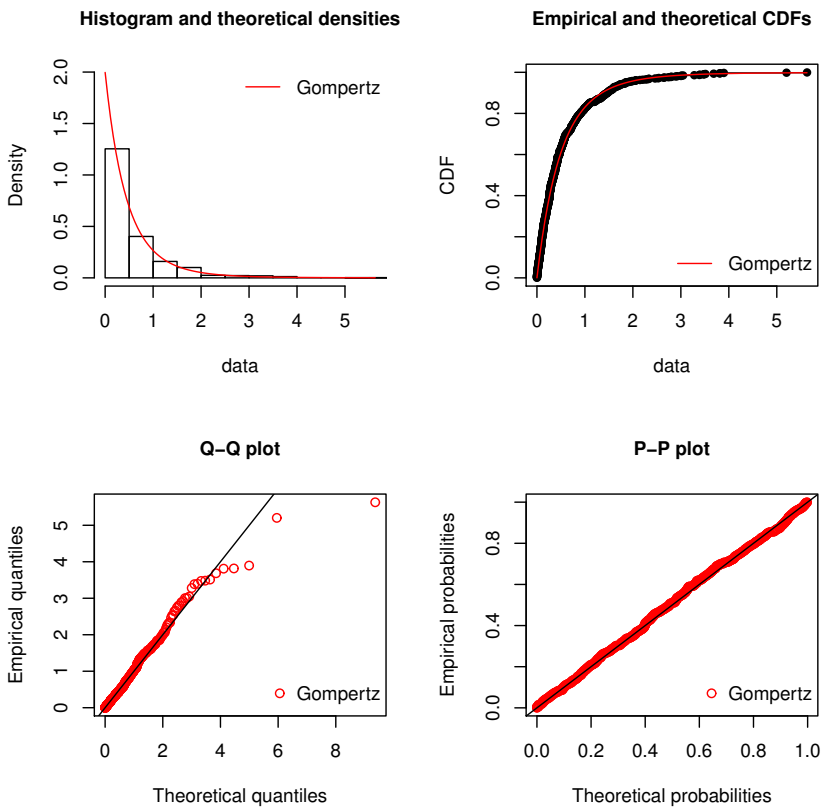 Histogram and theoretical densities
Density
0.0 0.5 1.0 1.5 2.0
Gompertz
0 1 2 3 4 5
data
Empirical and theoretical CDFs
CDF
0.0 0.4 0.8
Gompertz
0 1 2 3 4 5
data
Q−Q plot
Empirical quantiles
0 1 2 3 4 5
Gompertz
0 2 4 6 8
Theoretical quantiles
P−P plot
Empirical probabilities
0.0 0.4 0.8
Gompertz
0.0 0.2 0.4 0.6 0.8 1.0
Theoretical probabilities